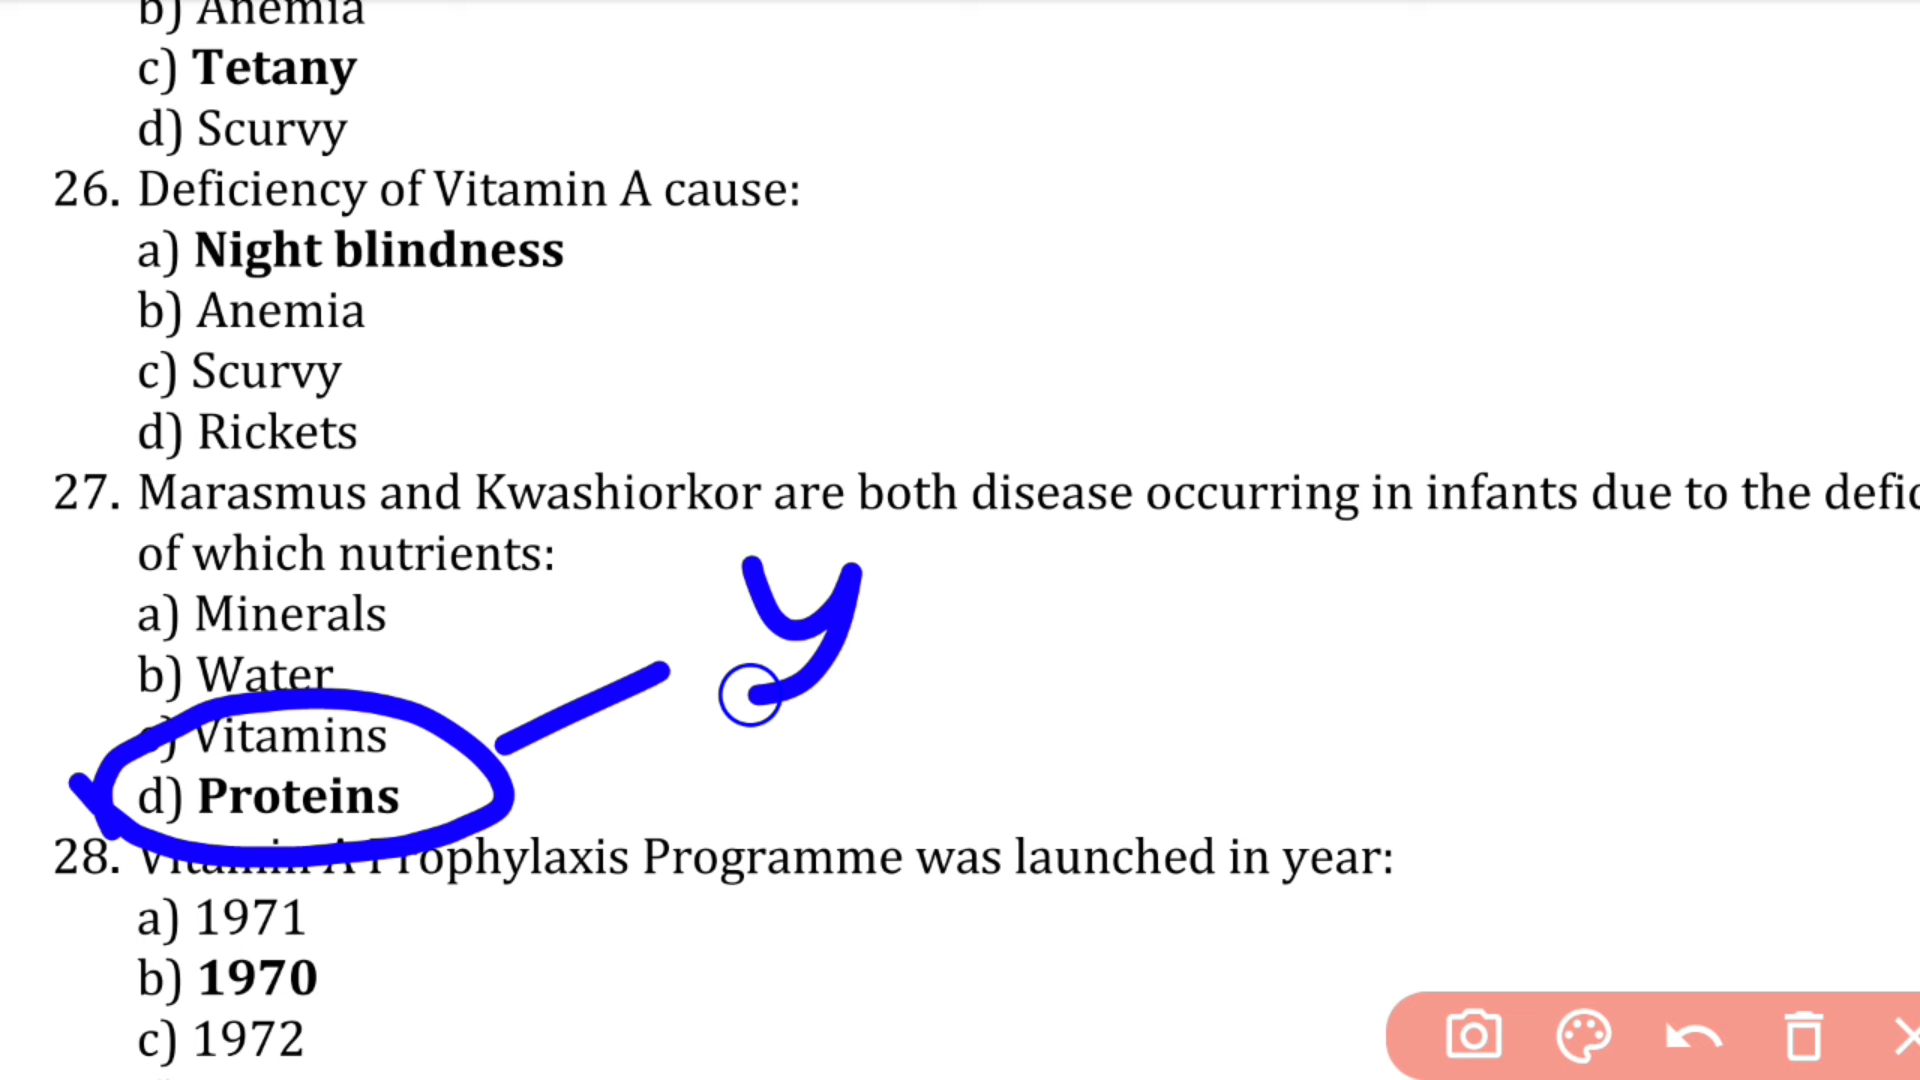 b) Anemia
c) Tetany
d) Scurvy
26. Deficiency of Vitamin A cause:
a) Night blindness
b) Anemia
c) Scurvy
d) Rickets
27. Marasmus and Kwashiorkor are both disease occurring in infants due to the defic
of which nutrients:
a) Minerals
b) Water
c) Vitamins
d) Proteins
y
28. Vitamin A Prophylaxis Programme was launched in year:
a) 1971
b) 1970
c) 1972